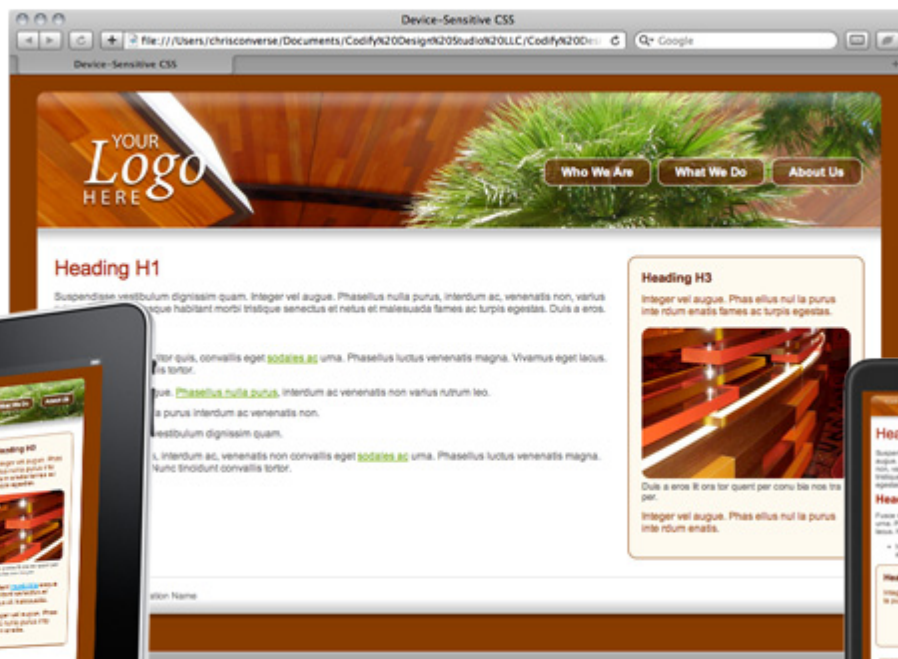 Device-Sensitive CSS
file:///Users/chrisconverse/Documents/Codify%20Design%20Studio%20LLC/Codify%20Des
Google
Device-Sensitive CSS
YOUR
Logo
HERE
Who We Are
What We Do
About Us
Heading H1
Suspendisse vestibulum dignissim quam. Integer vel augue. Phasellus nulla purus, interdum ac, venenatis non, varius
sque habitant morbi tristique senectus et netus et malesuada fames ac turpis egestas. Duis a eros.
tor quis, convallis eget sodales ac urna. Phasellus luctus venenatis magna. Vivamus eget lacus.
lis tortor.
gue. Phasellus nulla purus, interdum ac venenatis non varius rutrum leo.
a purus interdum ac venenatis non.
vestibulum dignissim quam.
s, interdum ac, venenatis non convallis eget sodales ac urna. Phasellus luctus venenatis magna.
Nunc tincidunt convallis tortor.
Heading H3
Integer vel augue. Phas ellus nul la purus
inte rdum enatis fames ac turpis egestas.
Duis a eros lit ora tor quent per conu bia nos tra
per.
Integer vel augue. Phas ellus nul la purus
inte rdum enatis.
ation Name
What We Do
About Us
Heading H3
Hea
Hea